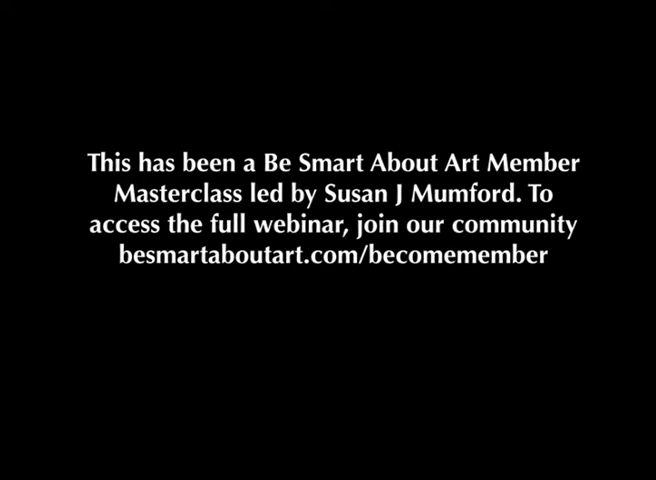 This has been a Be Smart About Art Member
Masterclass led by Susan J Mumford. To
access the full webinar, join our community
besmartaboutart.com/becomemember